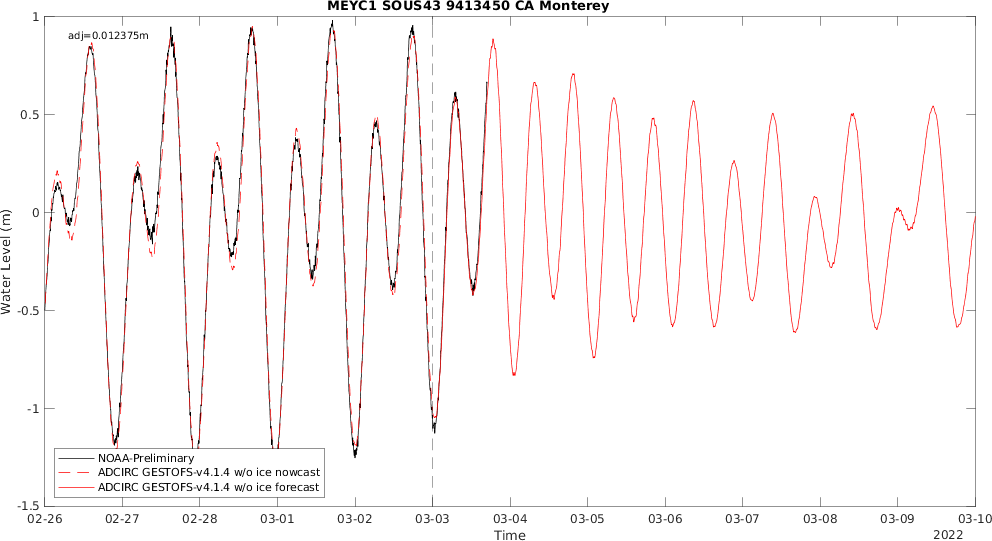 MEYC1 SOUS43 9413450 CA Monterey
adj=0.012375m
1
0.5
0
-0.5
-1
-1.5
Water Level (m)
NOAA-Preliminary
ADCIRC GESTOFS-v4.1.4 w/o ice nowcast
ADCIRC GESTOFS-v4.1.4 w/o ice forecast
02-26 02-27 02-28 03-01 03-02 03-03 03-04 03-05 03-06 03-07 03-08 03-09 03-10
Time
2022